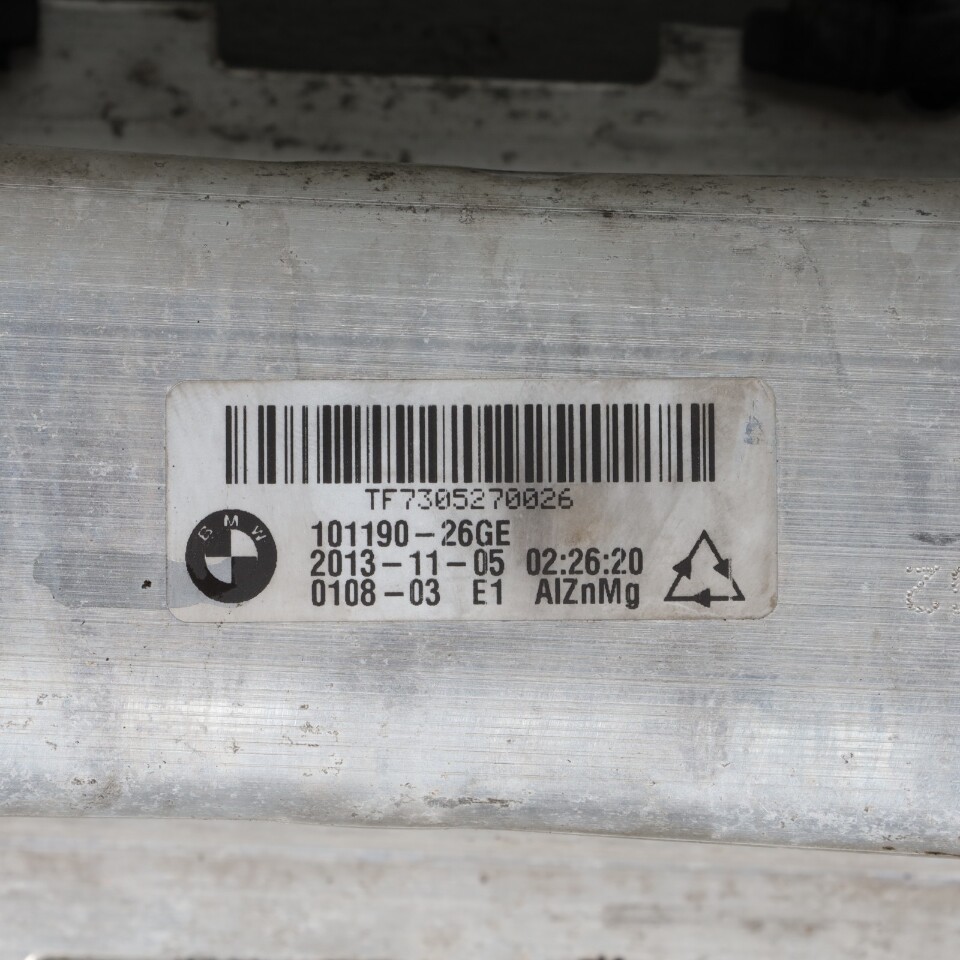 TF7305270026
BMW
101190-26GE
2013-11-05 02:26:20
0108-03 E1 AlZnMg